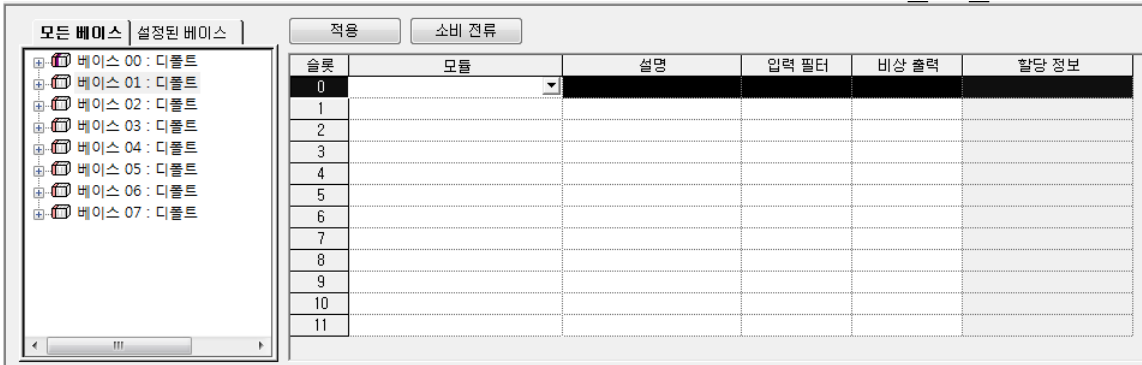 모든 베이스 설정된 베이스
적용 소비 전류
베이스 00 : 디폴트
베이스 01 : 디폴트
베이스 02 : 디폴트
베이스 03 : 디폴트
베이스 04 : 디폴트
베이스 05 : 디폴트
베이스 06 : 디폴트
베이스 07 : 디폴트
슬롯 모듈 설명 입력 필터 비상 출력 할당 정보
0
1
2
3
4
5
6
7
8
9
10
11